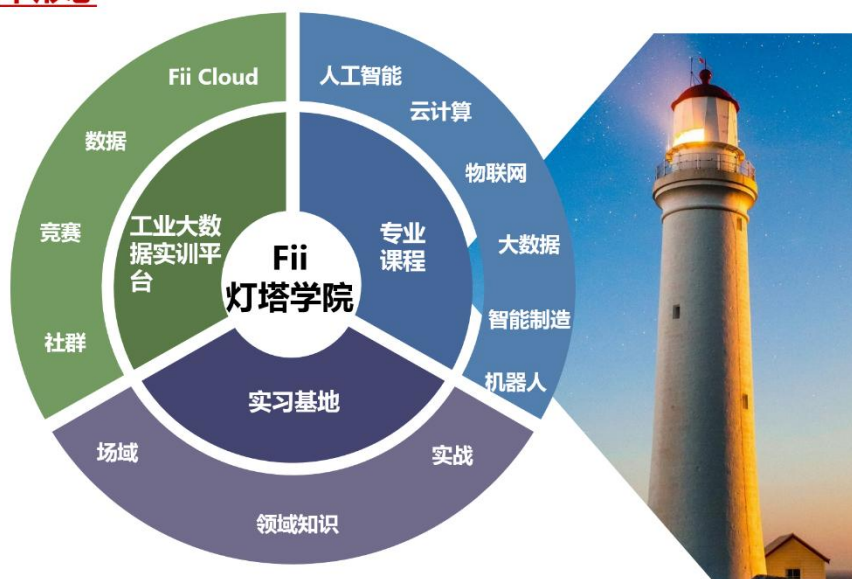 Fii Cloud
数据
竞赛
社群
工业大数
据实训平
台
Fii
灯塔学院
专业
课程
人工智能
云计算
物联网
大数据
智能制造
机器人
实习基地
场域
领域知识
实战